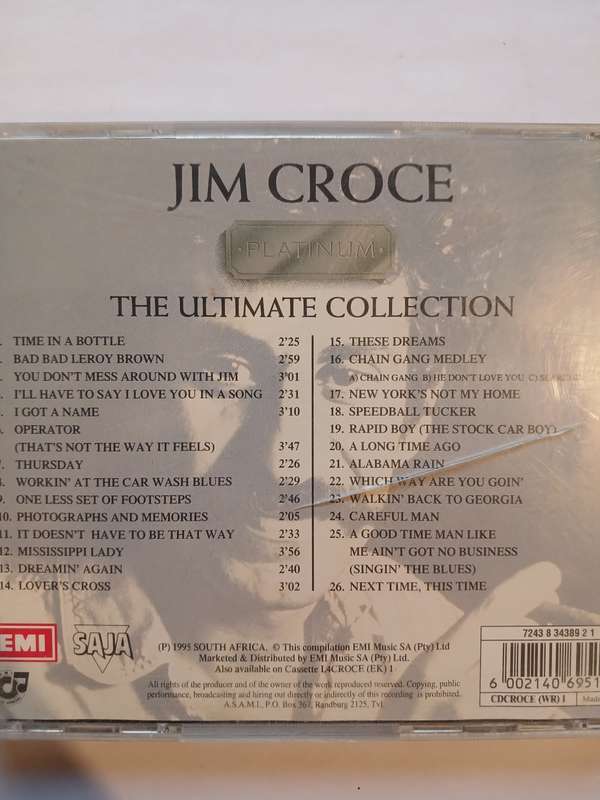 JIM CROCE
·PLATINUM·
THE ULTIMATE COLLECTION
TIME IN A BOTTLE 2'25
BAD BAD LEROY BROWN 2'59
YOU DON'T MESS AROUND WITH JIM 3'01
I'LL HAVE TO SAY I LOVE YOU IN A SONG 2'31
I GOT A NAME 3'10
OPERATOR
(THAT'S NOT THE WAY IT FEELS) 3'47
THURSDAY 2'26
WORKIN' AT THE CAR WASH BLUES 2'29
ONE LESS SET OF FOOTSTEPS 2'46
10. PHOTOGRAPHS AND MEMORIES 2'05
11. IT DOESN'T HAVE TO BE THAT WAY 2'33
12. MISSISSIPPI LADY 3'56
13. DREAMIN' AGAIN 2'40
14. LOVER'S CROSS 3'02
15. THESE DREAMS
16. CHAIN GANG MEDLEY
A) CHAIN GANG B) HE DON'T LOVE YOU C)
17. NEW YORK'S NOT MY HOME
18. SPEEDBALL TUCKER
19. RAPID ROY (THE STOCK CAR BOY)
20. A LONG TIME AGO
21. ALABAMA RAIN
22. WHICH WAY ARE YOU GOIN'
23. WALKIN' BACK TO GEORGIA
24. CAREFUL MAN
25. A GOOD TIME MAN LIKE
ME AIN'T GOT NO BUSINESS
(SINGIN' THE BLUES)
26. NEXT TIME, THIS TIME
EMI
SAJA
(P) 1995 SOUTH AFRICA. © This compilation EMI Music SA (Pty) Ltd
Marketed & Distributed by EMI Music SA (Pty) Ltd
Also available on Cassette L4CROCE (EK) 1
All rights of the producer and of the owner of the work reproduced reserved. Copying, public
performance, broadcasting and hiring out directly or indirectly of this recording is prohibited.
A.S.A.M.I., P.O. Box 367, Randburg 2125, Tvl.
7243 8 34389 2 1
6 002140 6951
CDCROCE (WR) 1
Made